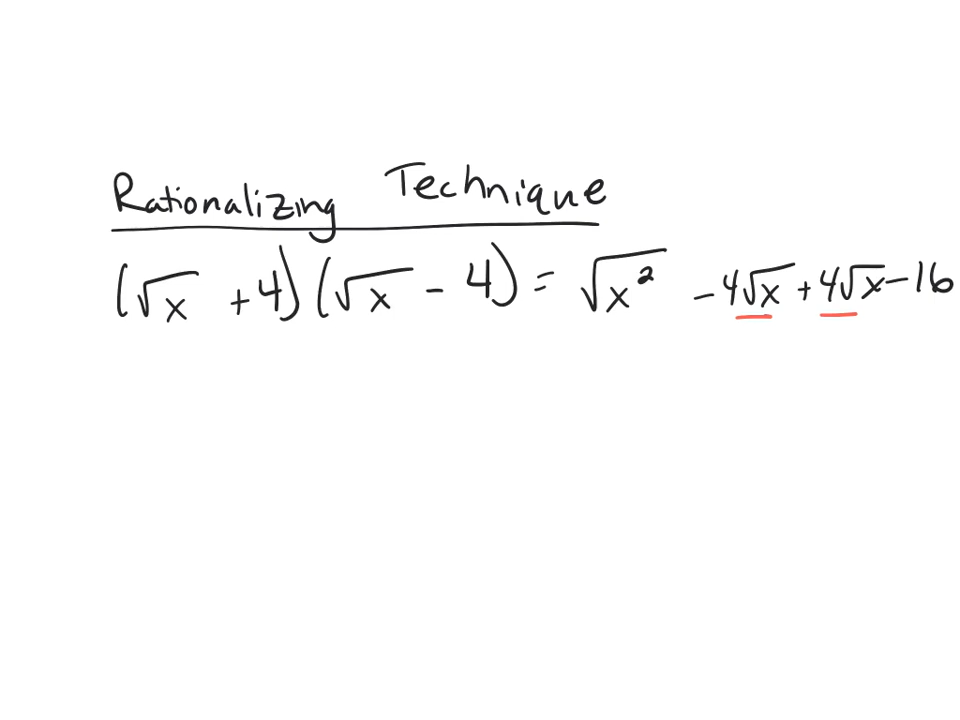 Rationalizing Technique
(√x + 4)(√x - 4) = √x² - 4√x + 4√x - 16